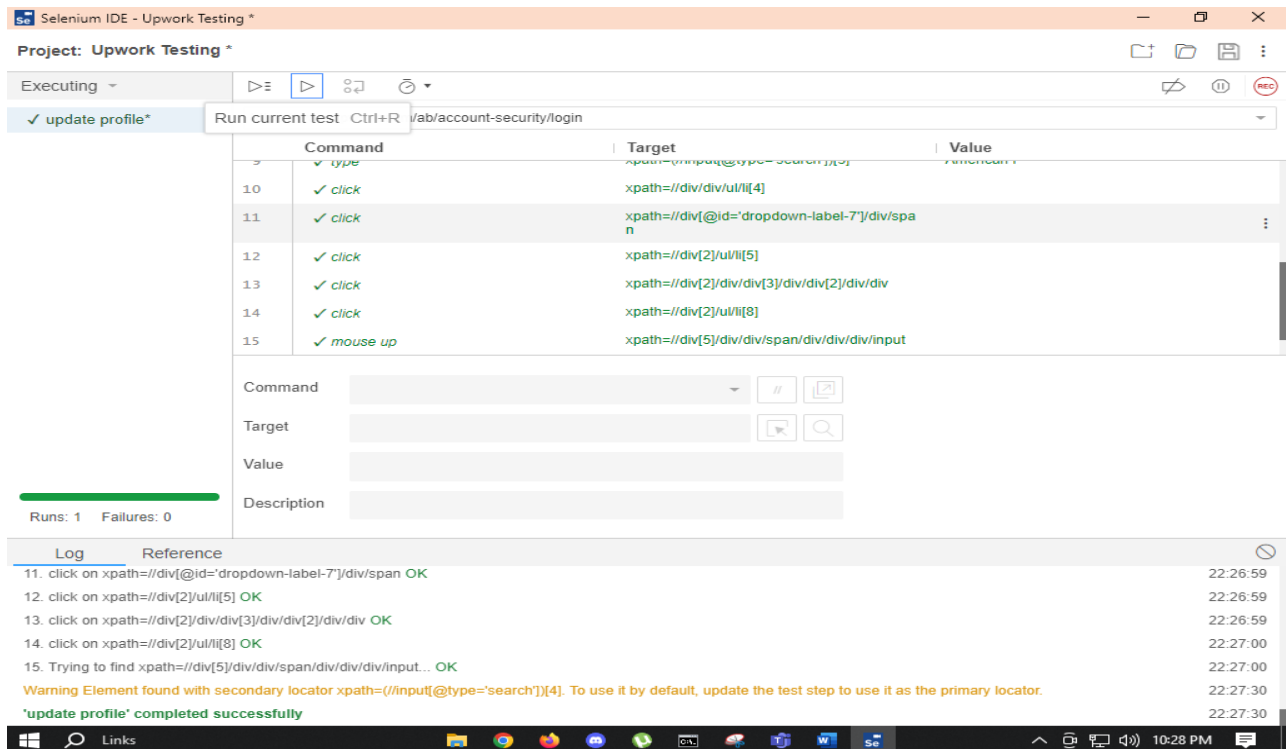 Selenium IDE - Upwork Testing *
Project: Upwork Testing *
Executing
REC
✓ update profile*
Run current test Ctrl+R
/ab/account-security/login
Command Target Value
9 ✓ type xpath=(//input[@type='search'])[3]
10 ✓ click xpath=//div/div/ul/li[4]
11 ✓ click xpath=//div[@id='dropdown-label-7']/div/spa
n
12 ✓ click xpath=//div[2]/ul/li[5]
13 ✓ click xpath=//div[2]/div/div[3]/div/div[2]/div/div
14 ✓ click xpath=//div[2]/ul/li[8]
15 ✓ mouse up xpath=//div[5]/div/div/span/div/div/div/input
Command //
Target
Value
Description
Runs: 1 Failures: 0
Log Reference
11. click on xpath=//div[@id='dropdown-label-7']/div/span OK 22:26:59
12. click on xpath=//div[2]/ul/li[5] OK 22:26:59
13. click on xpath=//div[2]/div/div[3]/div/div[2]/div/div OK 22:26:59
14. click on xpath=//div[2]/ul/li[8] OK 22:27:00
15. Trying to find xpath=//div[5]/div/div/span/div/div/div/input... OK 22:27:00
Warning Element found with secondary locator xpath=(//input[@type='search'])[4]. To use it by default, update the test step to use it as the primary locator. 22:27:30
'update profile' completed successfully 22:27:30
Links
10:28 PM